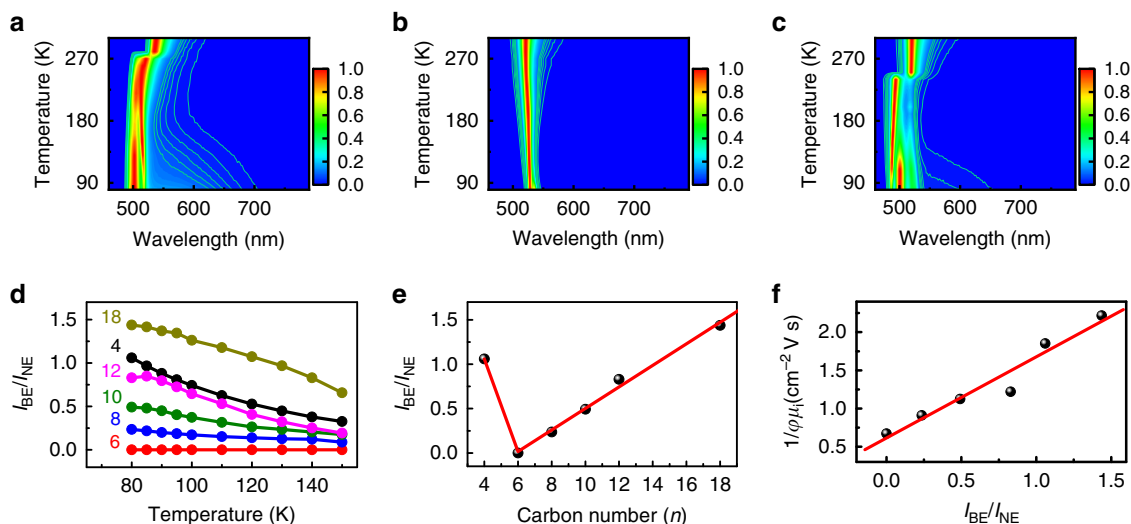 a
Temperature (K)
270
180
90
500 600 700
Wavelength (nm)
1.0
0.8
0.6
0.4
0.2
0.0
b
Temperature (K)
270
180
90
500 600 700
Wavelength (nm)
1.0
0.8
0.6
0.4
0.2
0.0
c
Temperature (K)
270
180
90
500 600 700
Wavelength (nm)
1.0
0.8
0.6
0.4
0.2
0.0
d
I_BE/I_NE
1.5
1.0
0.5
0.0
18
4
12
10
8
6
80 100 120 140
Temperature (K)
e
I_BE/I_NE
1.5
1.0
0.5
0.0
4 6 8 10 12 14 16 18
Carbon number (n)
f
1/φμ_i(cm⁻² V s)
2.0
1.5
1.0
0.5
0.0 0.5 1.0 1.5
I_BE/I_NE